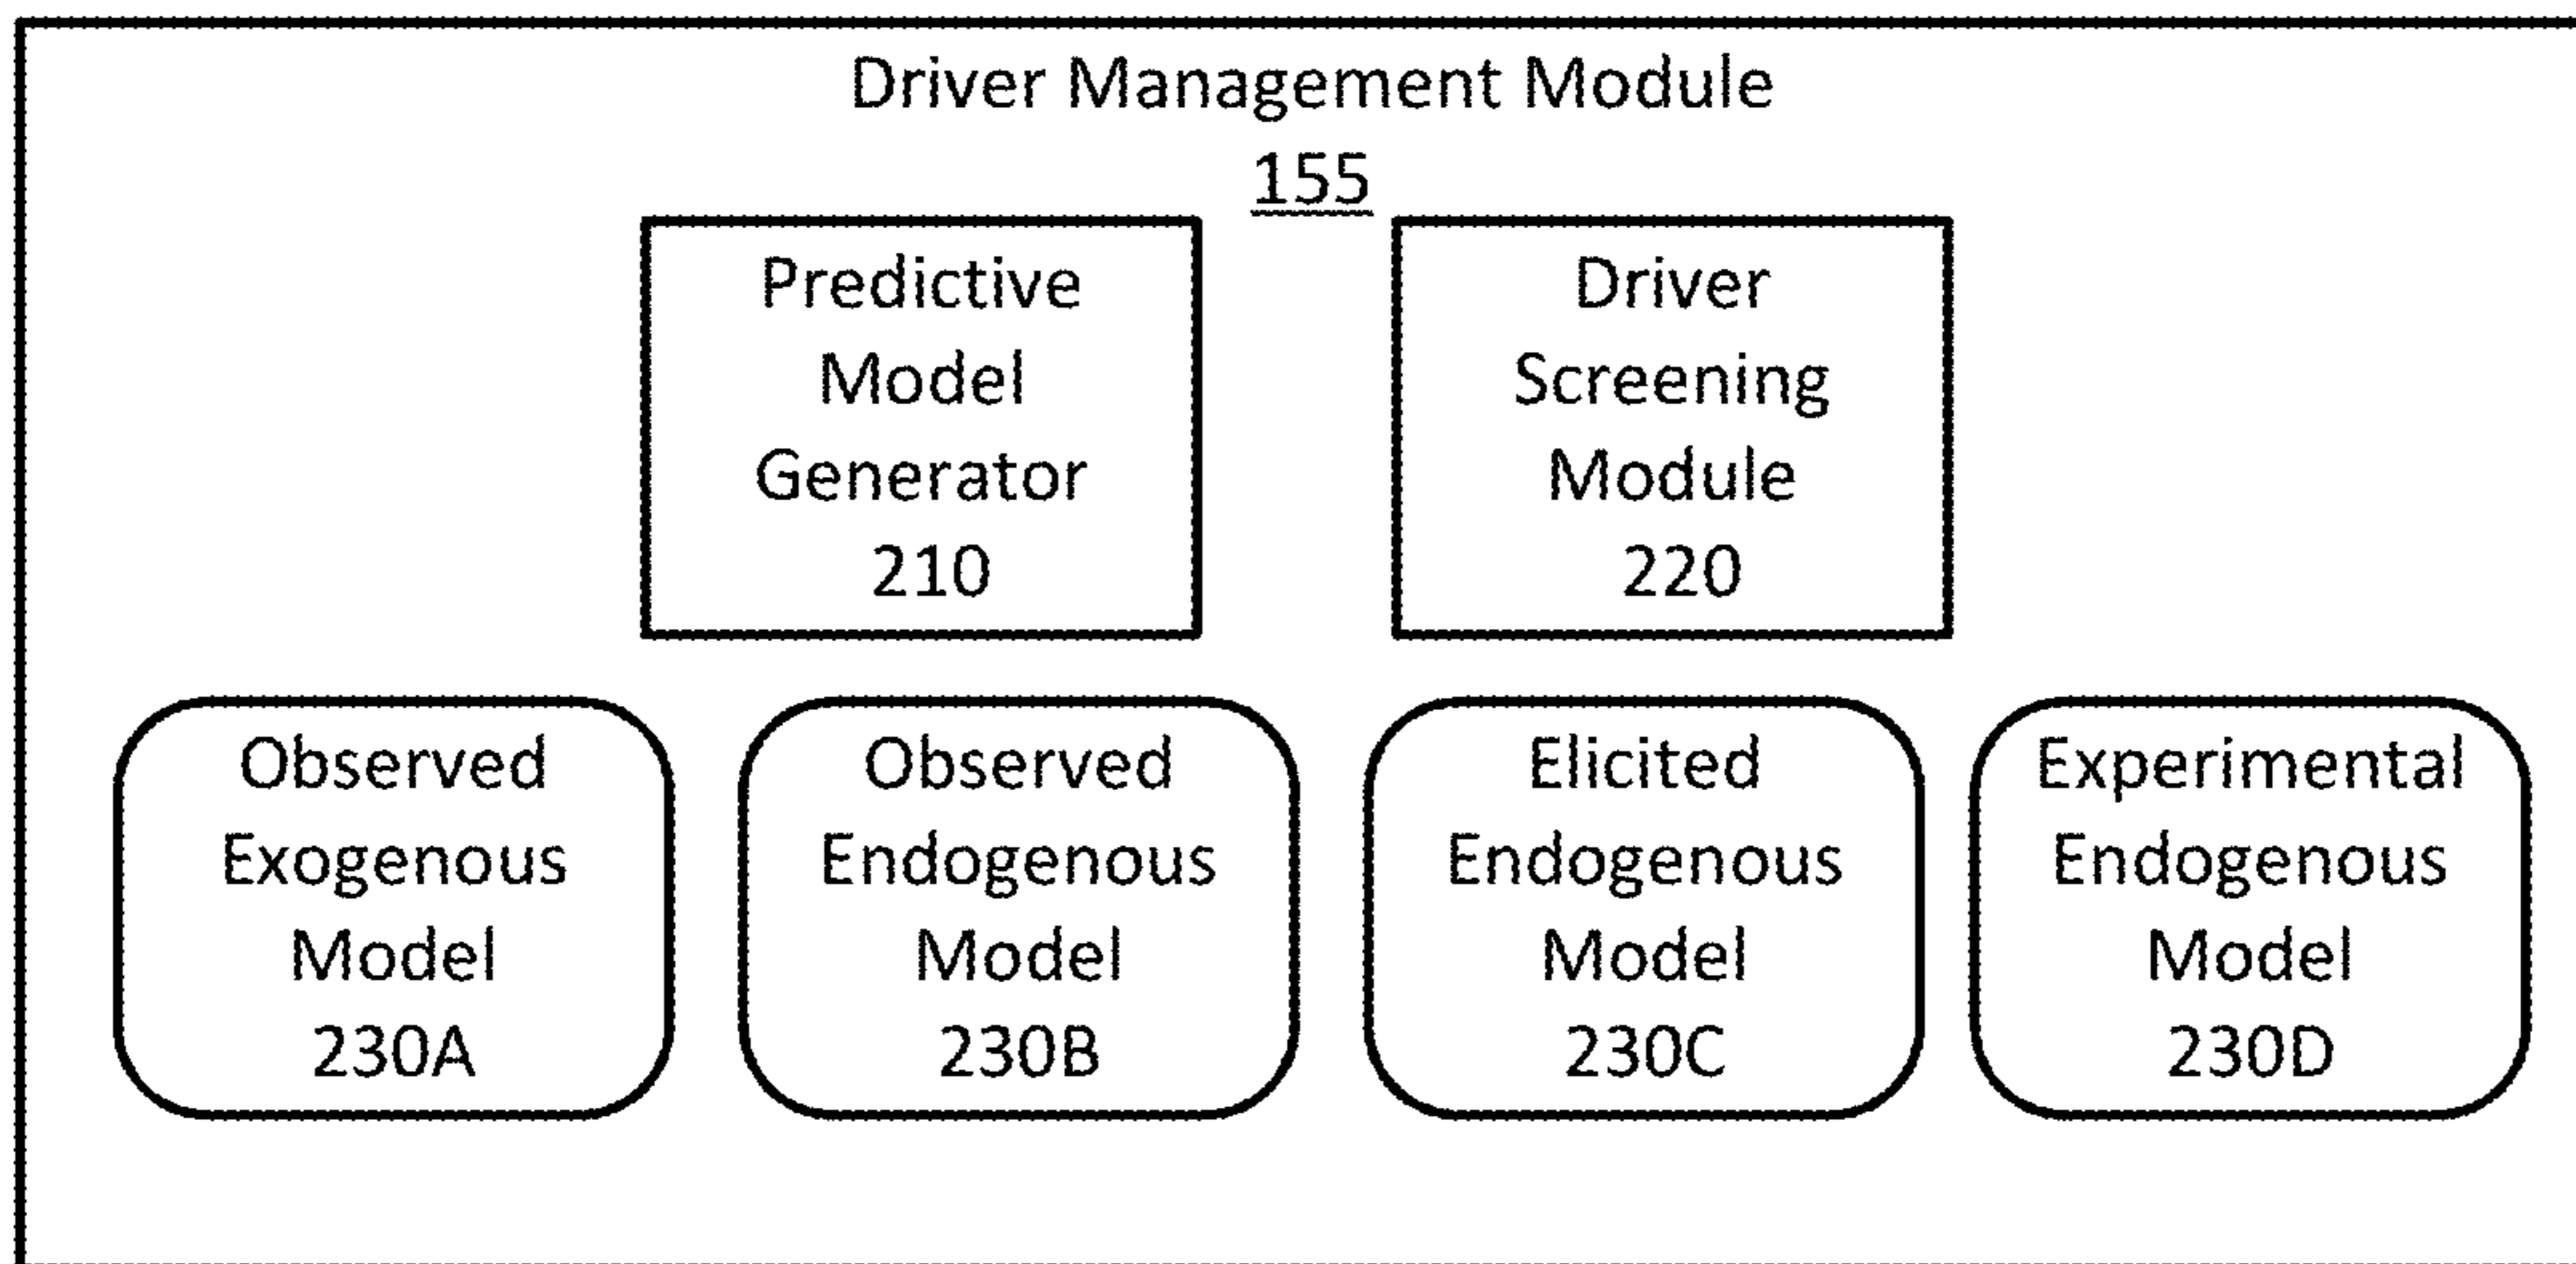 Driver Management Module
155
Predictive
Model
Generator
210
Driver
Screening
Module
220
Observed
Exogenous
Model
230A
Observed
Endogenous
Model
230B
Elicited
Endogenous
Model
230C
Experimental
Endogenous
Model
230D